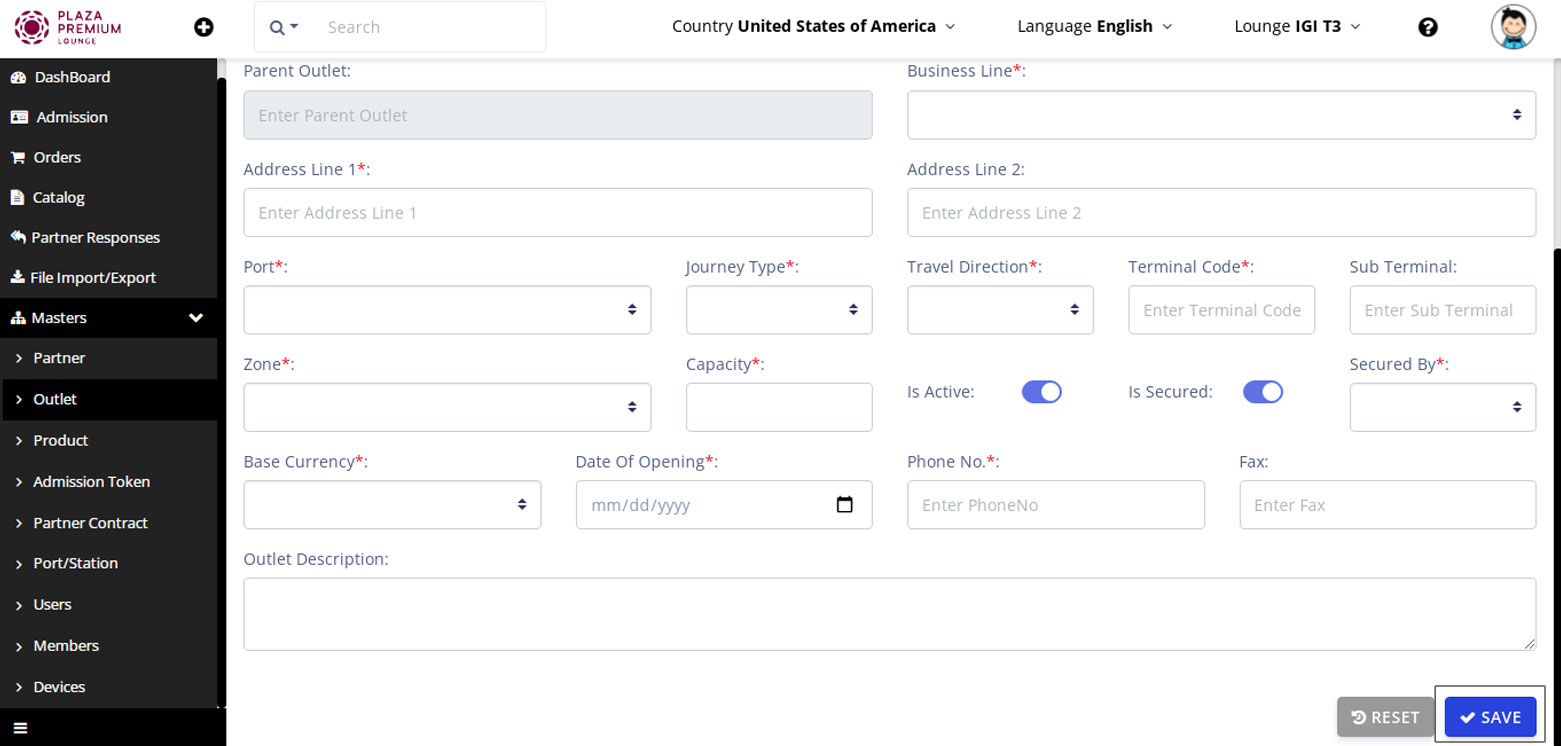 PLAZA
PREMIUM
LOUNGE
Search
Country United States of America
Language English
Lounge IGI T3
DashBoard
Admission
Orders
Catalog
Partner Responses
File Import/Export
Masters
Partner
Outlet
Product
Admission Token
Partner Contract
Port/Station
Users
Members
Devices
Parent Outlet:
Business Line*:
Enter Parent Outlet
Address Line 1*:
Address Line 2:
Enter Address Line 1
Enter Address Line 2
Port*:
Journey Type*:
Travel Direction*:
Terminal Code*:
Sub Terminal:
Enter Terminal Code
Enter Sub Terminal
Zone*:
Capacity*:
Is Active:
Is Secured:
Secured By*:
Base Currency*:
Date Of Opening*:
Phone No.*:
Fax:
mm/dd/yyyy
Enter PhoneNo
Enter Fax
Outlet Description:
RESET
SAVE